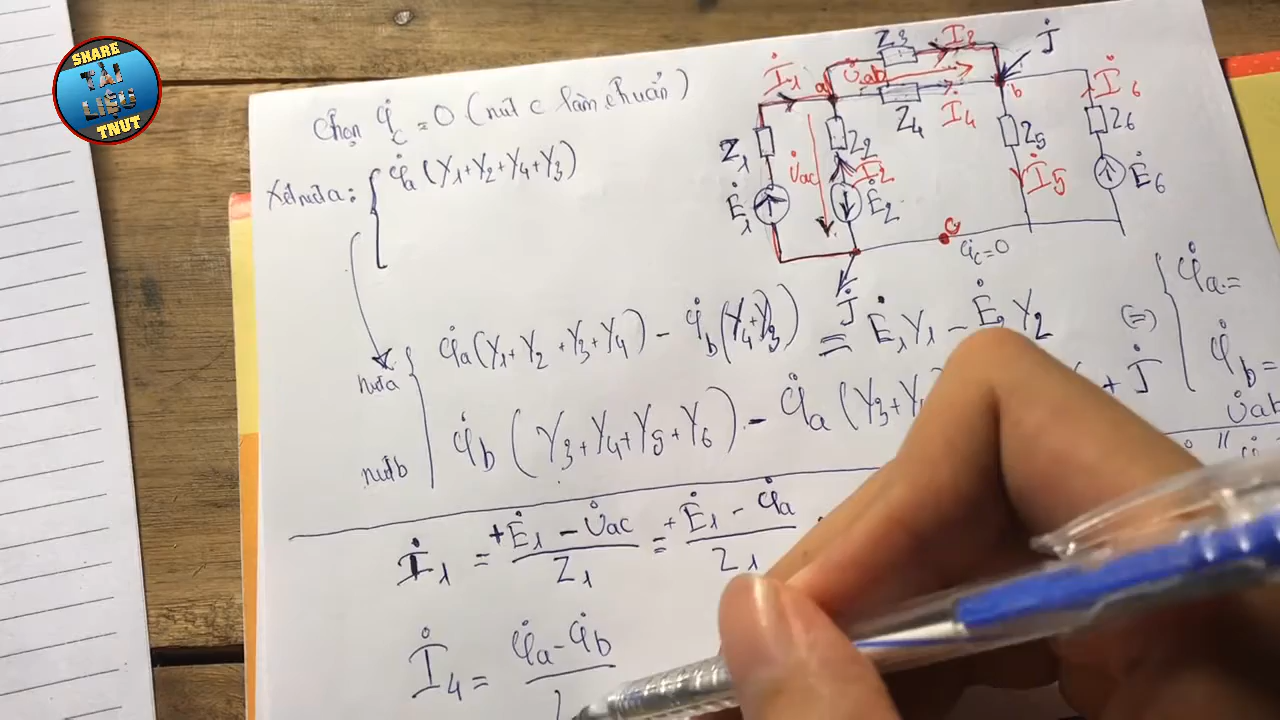 SHARE
TÀI
LIỆU
TNUT
Chọn φ̇c = 0 (nút c làm chuẩn)
Xét nút a: { φ̇a (Y1+Y2+Y4+Y3)
nút a { φ̇a(Y1+Y2+Y3+Y4) - φ̇b(Y4+Y3) = Ė1Y1 - Ė2Y2
nút b φ̇b (Y3+Y4+Y5+Y6) - φ̇a (Y3+Y + J̇
(=) { φ̇a =
φ̇b =
U̇ab
İ1 = +Ė1 - U̇ac / Z1 = +Ė1 - φ̇a / Z1
İ4 = φ̇a - φ̇b
Z3 İ3 J̇
İ1 a U̇ab b İ6
Z4 İ4
Z1 Z2 Z5 Z6
U̇ac İ2 İ5
Ė1 Ė2 Ė6
c
φ̇c=0
J̇